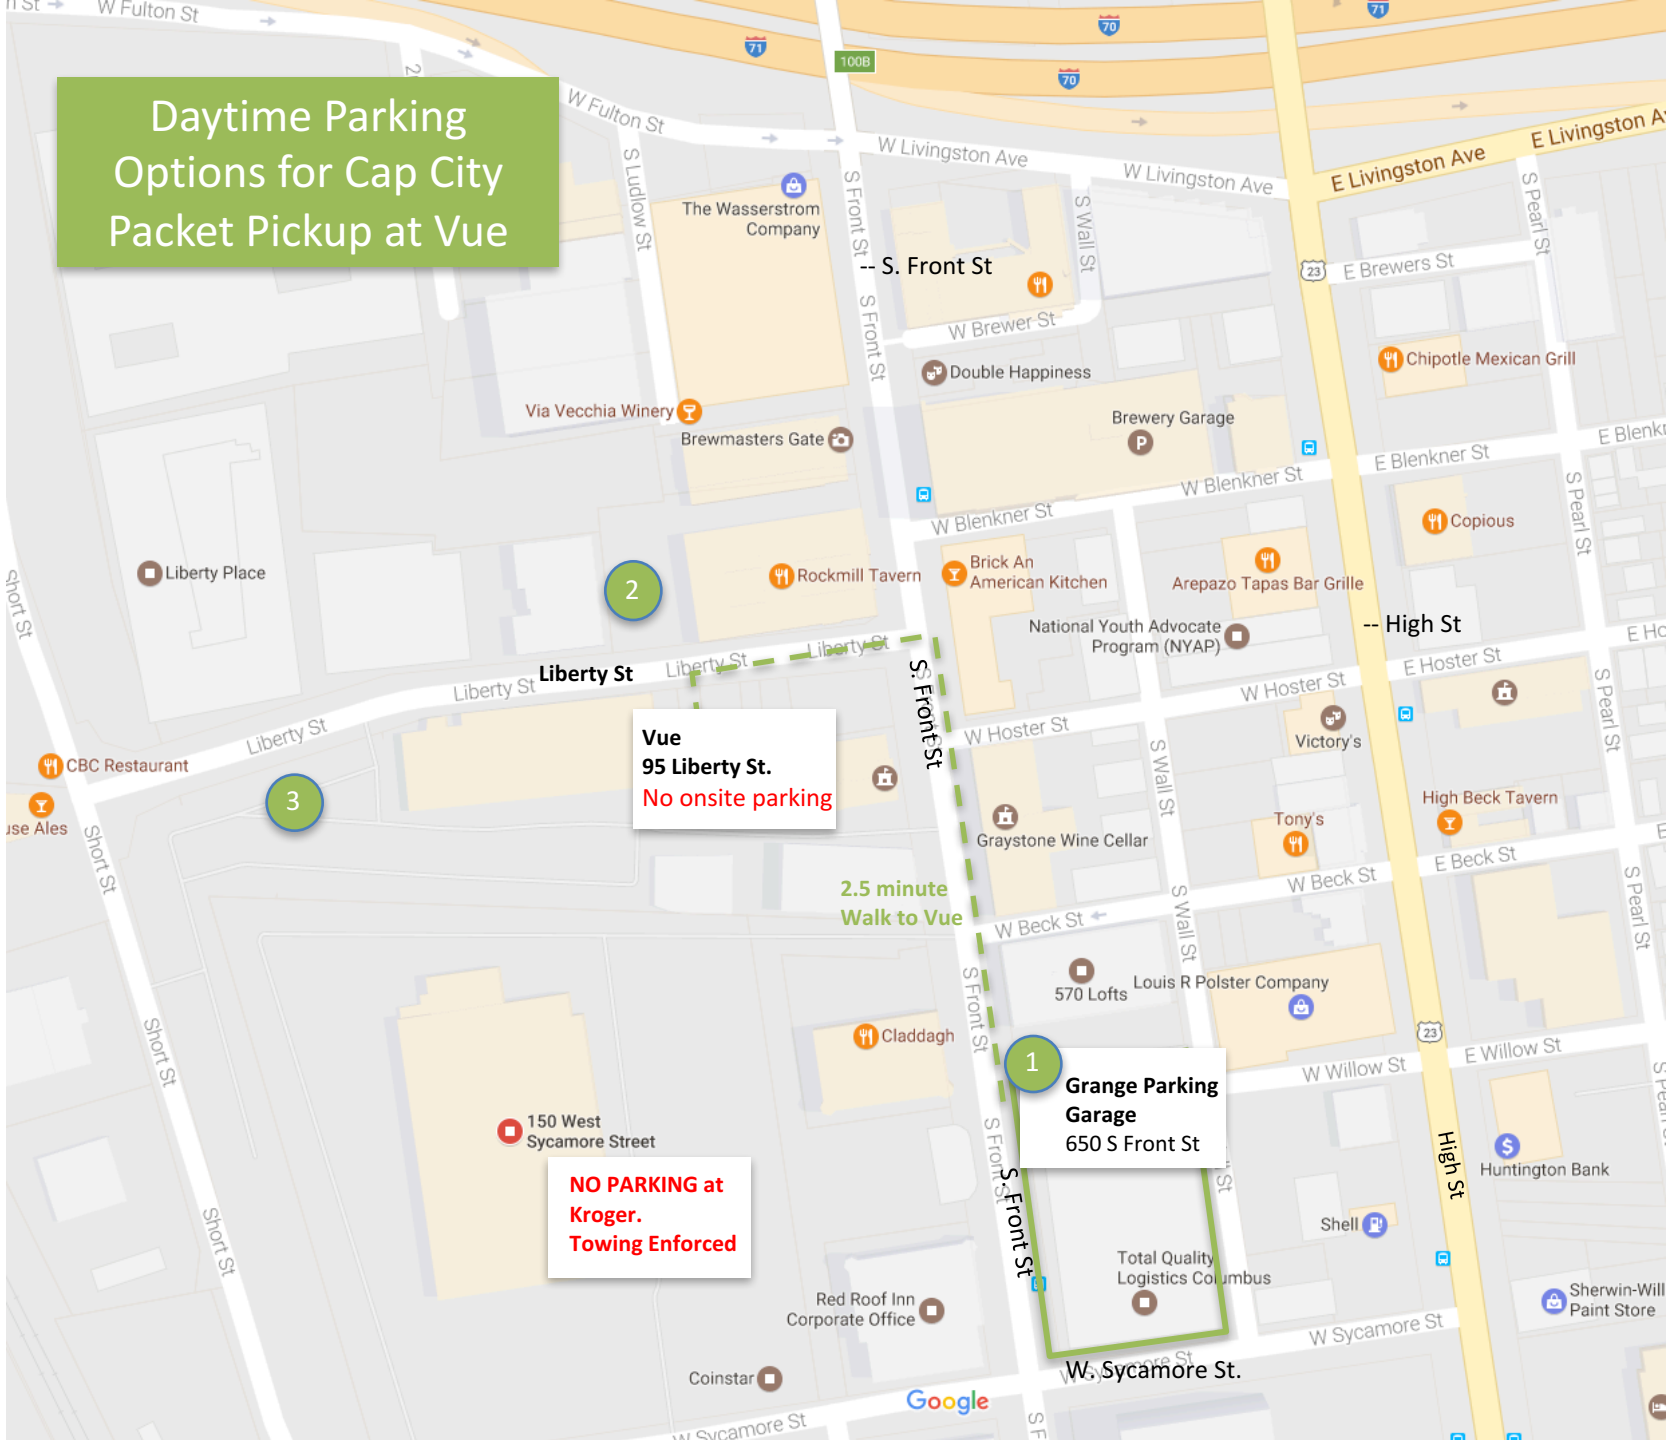 n St
W Fulton St
71
70
71
100B
70
Daytime Parking
Options for Cap City
Packet Pickup at Vue
W Fulton St
W Livingston Ave
W Livingston Ave
E Livingston Ave
E Livingston A
S Ludlow St
S Front St
S Wall St
S Pearl St
The Wasserstrom
Company
-- S. Front St
23
E Brewers St
S Front St
W Brewer St
Double Happiness
Chipotle Mexican Grill
Via Vecchia Winery
Brewmasters Gate
Brewery Garage
P
E Blenkner St
E Blenk
W Blenkner St
W Blenkner St
S Pearl St
Copious
Liberty Place
Short St
2
Rockmill Tavern
Brick An
American Kitchen
Arepazo Tapas Bar Grille
National Youth Advocate
Program (NYAP)
-- High St
E Ho
E Hoster St
Liberty St
Liberty St
Liberty St
Liberty St
S. Front St
W Hoster St
W Hoster St
S Pearl St
Liberty St
Vue
95 Liberty St.
No onsite parking
Victory's
S Wall St
CBC Restaurant
3
use Ales
Short St
Graystone Wine Cellar
Tony's
High Beck Tavern
E Beck St
W Beck St
2.5 minute
Walk to Vue
W Beck St
S Wall St
S Pearl St
570 Lofts
Louis R Polster Company
S Front St
Short St
Claddagh
23
E Willow St
W Willow St
1
Grange Parking
Garage
650 S Front St
150 West
Sycamore Street
S Front St
High St
$
Huntington Bank
NO PARKING at
Kroger.
Towing Enforced
S. Front St
Short St
Shell
Total Quality
Logistics Columbus
Red Roof Inn
Corporate Office
Sherwin-Will
Paint Store
W Sycamore St
W. Sycamore St.
W Sycamore St
Coinstar
Google
W Sycamore St
S F